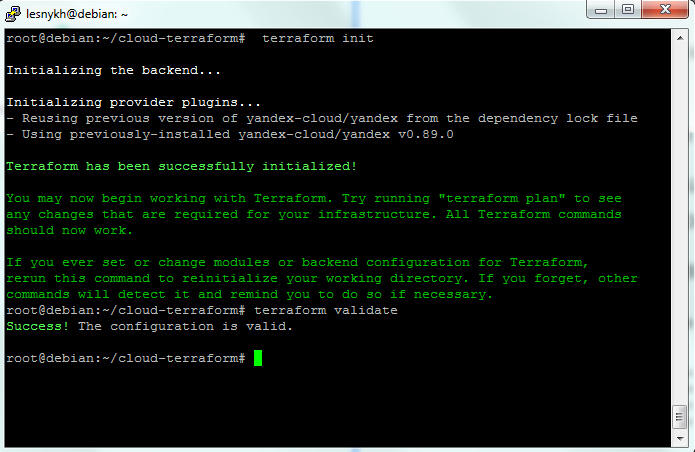 lesnykh@debian: ~
root@debian:~/cloud-terraform#  terraform init
Initializing the backend...
Initializing provider plugins...
- Reusing previous version of yandex-cloud/yandex from the dependency lock file
- Using previously-installed yandex-cloud/yandex v0.89.0
Terraform has been successfully initialized!
You may now begin working with Terraform. Try running "terraform plan" to see
any changes that are required for your infrastructure. All Terraform commands
should now work.
If you ever set or change modules or backend configuration for Terraform,
rerun this command to reinitialize your working directory. If you forget, other
commands will detect it and remind you to do so if necessary.
root@debian:~/cloud-terraform# terraform validate
Success! The configuration is valid.
root@debian:~/cloud-terraform#